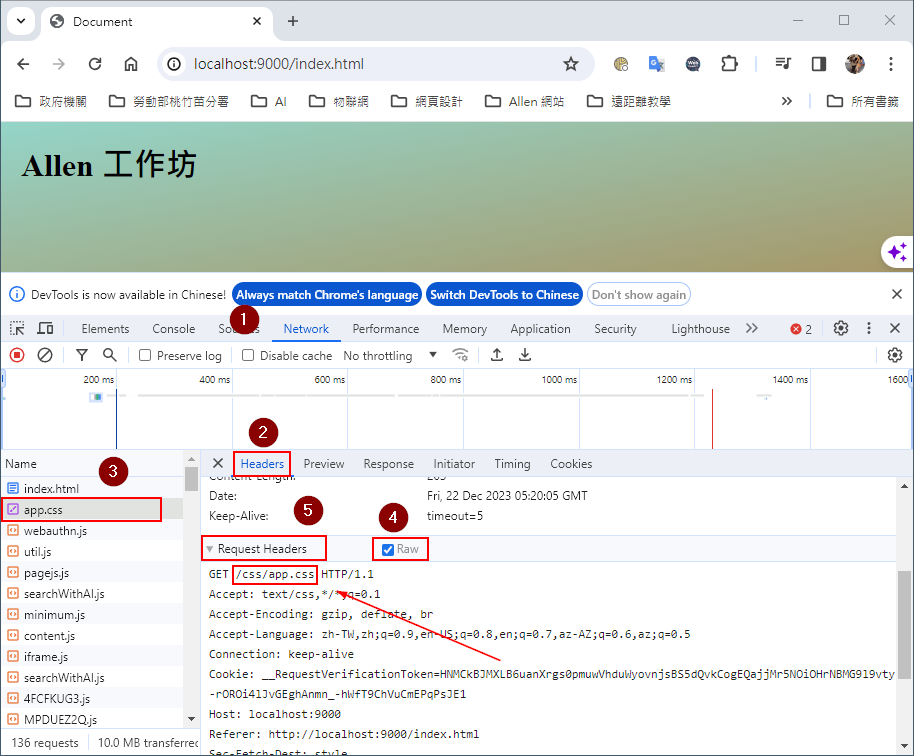 Document
localhost:9000/index.html
政府機關 勞動部桃竹苗分署 AI 物聯網 網頁設計 Allen 網站 遠距離教學 所有書籤
Allen 工作坊
DevTools is now available in Chinese! Always match Chrome's language Switch DevTools to Chinese Don't show again
1
Elements Console Network Performance Memory Application Security Lighthouse 2
Preserve log Disable cache No throttling
200 ms 400 ms 600 ms 800 ms 1000 ms 1200 ms 1400 ms 1600
2
Name 3 Headers Preview Response Initiator Timing Cookies
index.html
app.css
webauthn.js
util.js
pagejs.js
searchWithAI.js
minimum.js
content.js
iframe.js
searchWithAI.js
4FCFKUG3.js
MPDUEZ2Q.js
136 requests 10.0 MB transferred
Date: Fri, 22 Dec 2023 05:20:05 GMT
Keep-Alive: timeout=5
5 4
Request Headers Raw
GET /css/app.css HTTP/1.1
Accept: text/css,*/*;q=0.1
Accept-Encoding: gzip, deflate, br
Accept-Language: zh-TW,zh;q=0.9,en-US;q=0.8,en;q=0.7,az-AZ;q=0.6,az;q=0.5
Connection: keep-alive
Cookie: __RequestVerificationToken=HNMCkBJMXLB6uanXrgs0pmuwVhduWyovnjsBS5dQvkCogEQajjMr5NOiOHrNBMG9l9vty
-rOROi4lJvGEghAnmn_-hWfT9ChVuCmEPqPsJE1
Host: localhost:9000
Referer: http://localhost:9000/index.html
Sec-Fetch-Dest: style